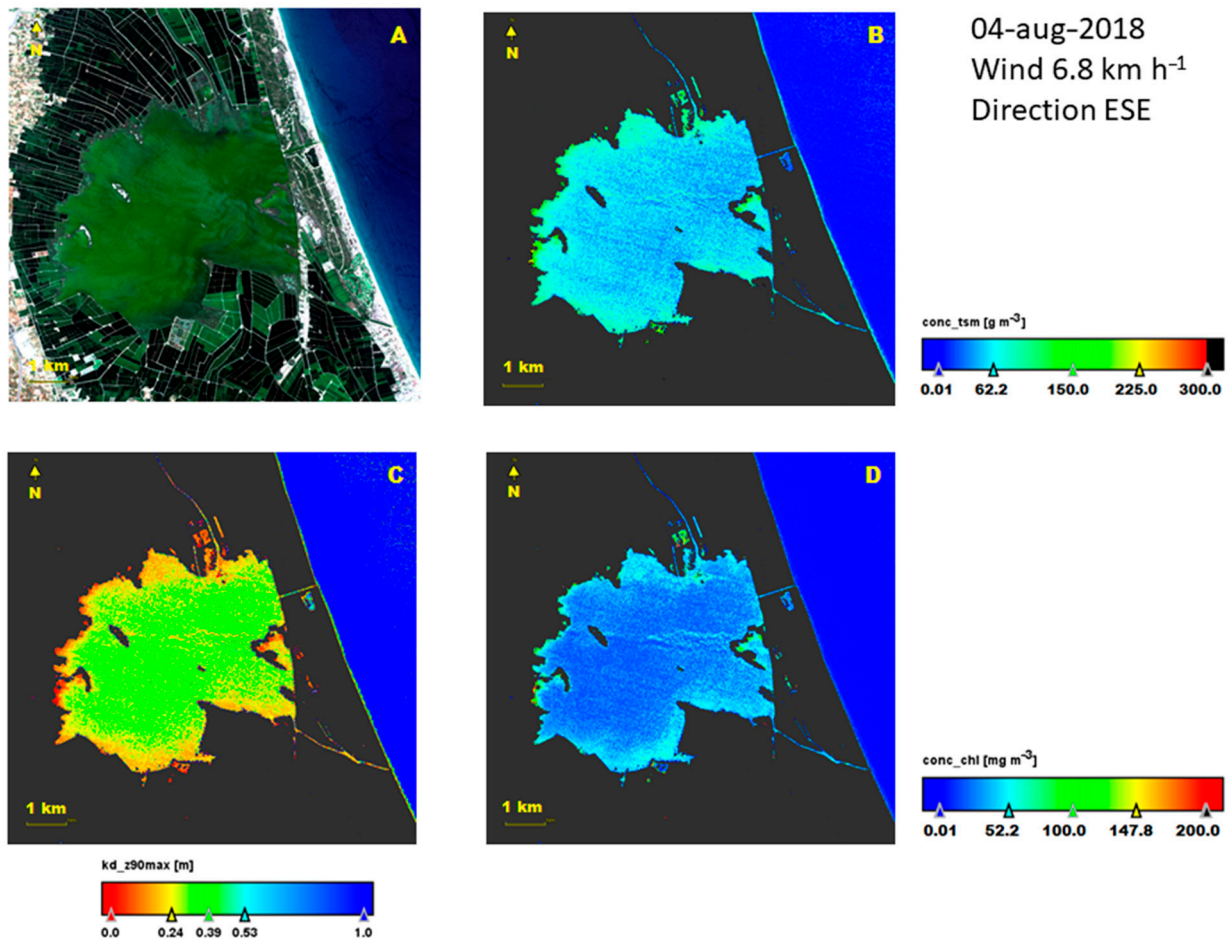 A
N
1 km
B
N
1 km
04-aug-2018
Wind 6.8 km h⁻¹
Direction ESE
conc_tsm [g m⁻³]
0.01 62.2 150.0 225.0 300.0
C
N
1 km
D
N
1 km
conc_chl [mg m⁻³]
0.01 52.2 100.0 147.8 200.0
kd_z90max [m]
0.0 0.24 0.39 0.53 1.0